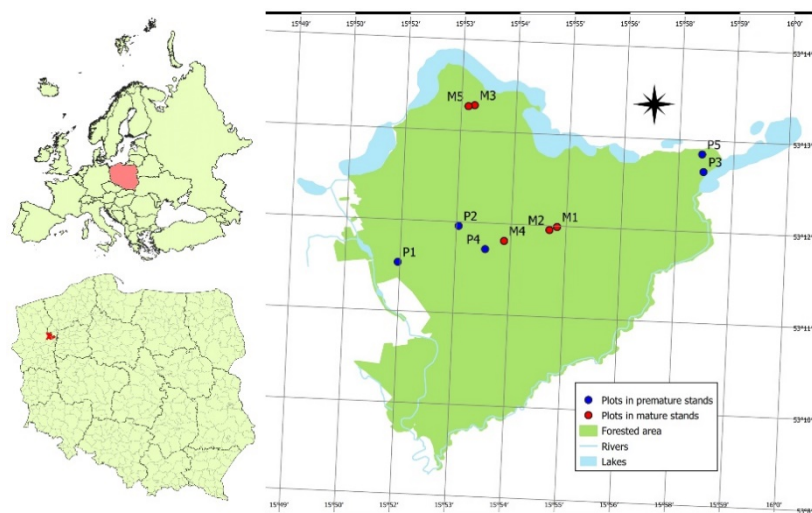 15°49' 15°50' 15°51' 15°52' 15°53' 15°54' 15°55' 15°56' 15°57' 15°58' 15°59' 16°0'
53°14'
M5 M3
53°13'
P5
P3
P2
M2 M1
53°12'
P4 M4
P1
53°11'
Plots in premature stands
Plots in mature stands
Forested area
Rivers
Lakes
53°10'
15°49' 15°50' 15°51' 15°52' 15°53' 15°54' 15°55' 15°56' 15°57' 15°58' 15°59' 16°0'